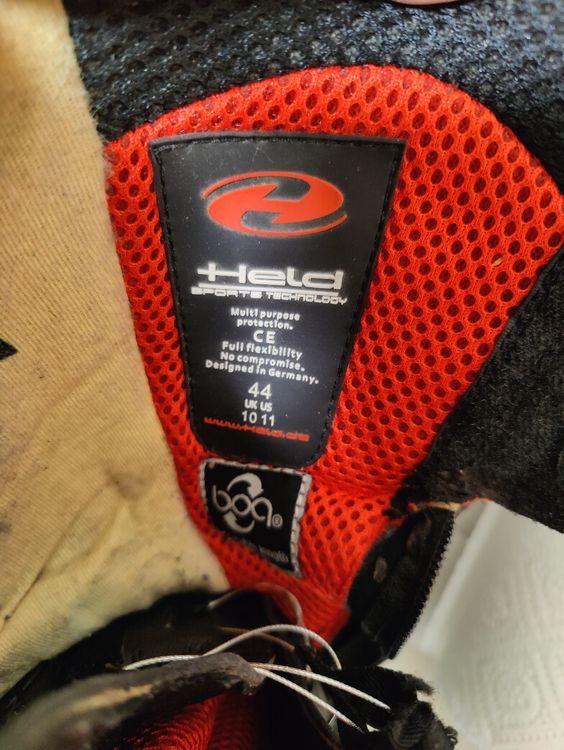 Held
SPORTS TECHNOLOGY
Multi purpose
protection.
CE
Full flexibility
No compromise.
Designed in Germany.
44
UK US
10 11
www.Held.de
boa®